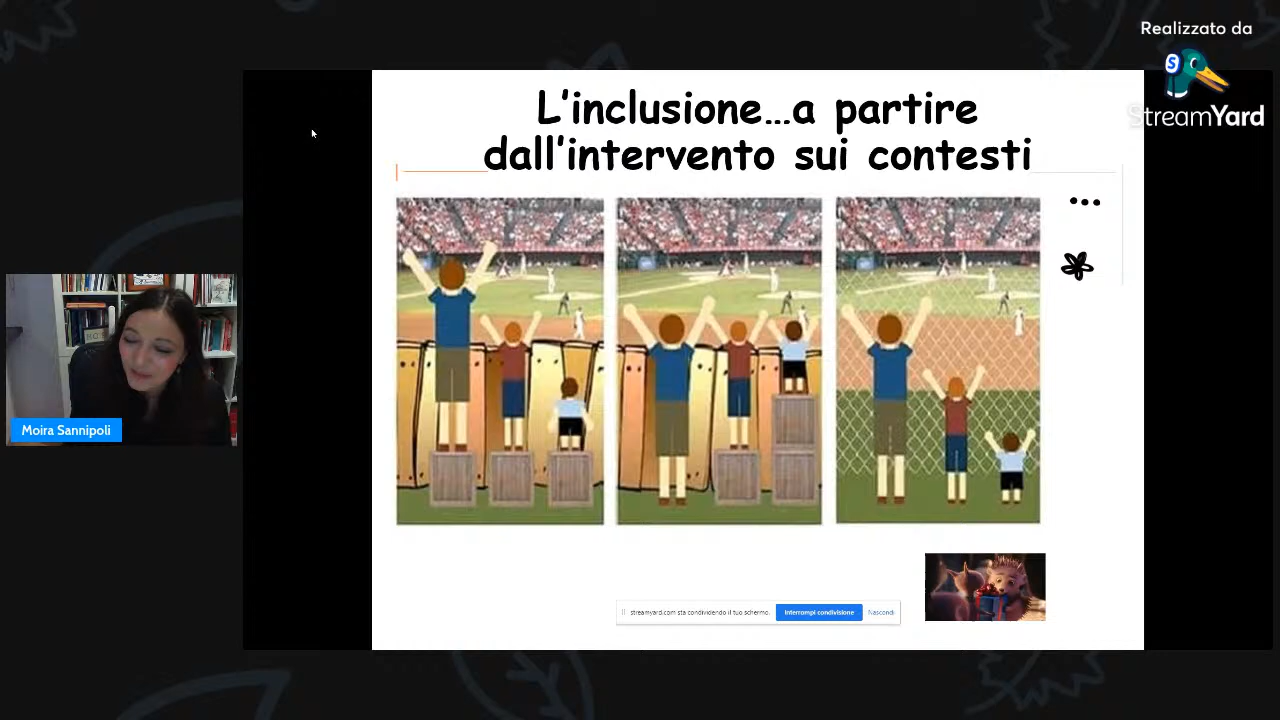 Realizzato da
StreamYard
L'inclusione...a partire
dall'intervento sui contesti
Moira Sannipoli
streamyard.com sta condividendo il tuo schermo.
Interrompi condivisione
Nascondi